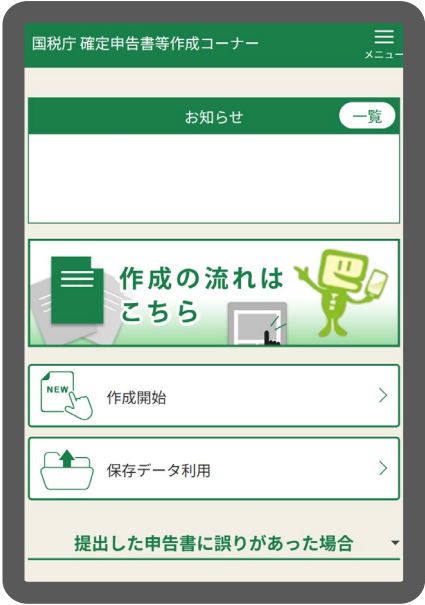 国税庁 確定申告書等作成コーナー
メニュー
お知らせ
一覧
作成の流れは
こちら
NEW
作成開始
保存データ利用
提出した申告書に誤りがあった場合